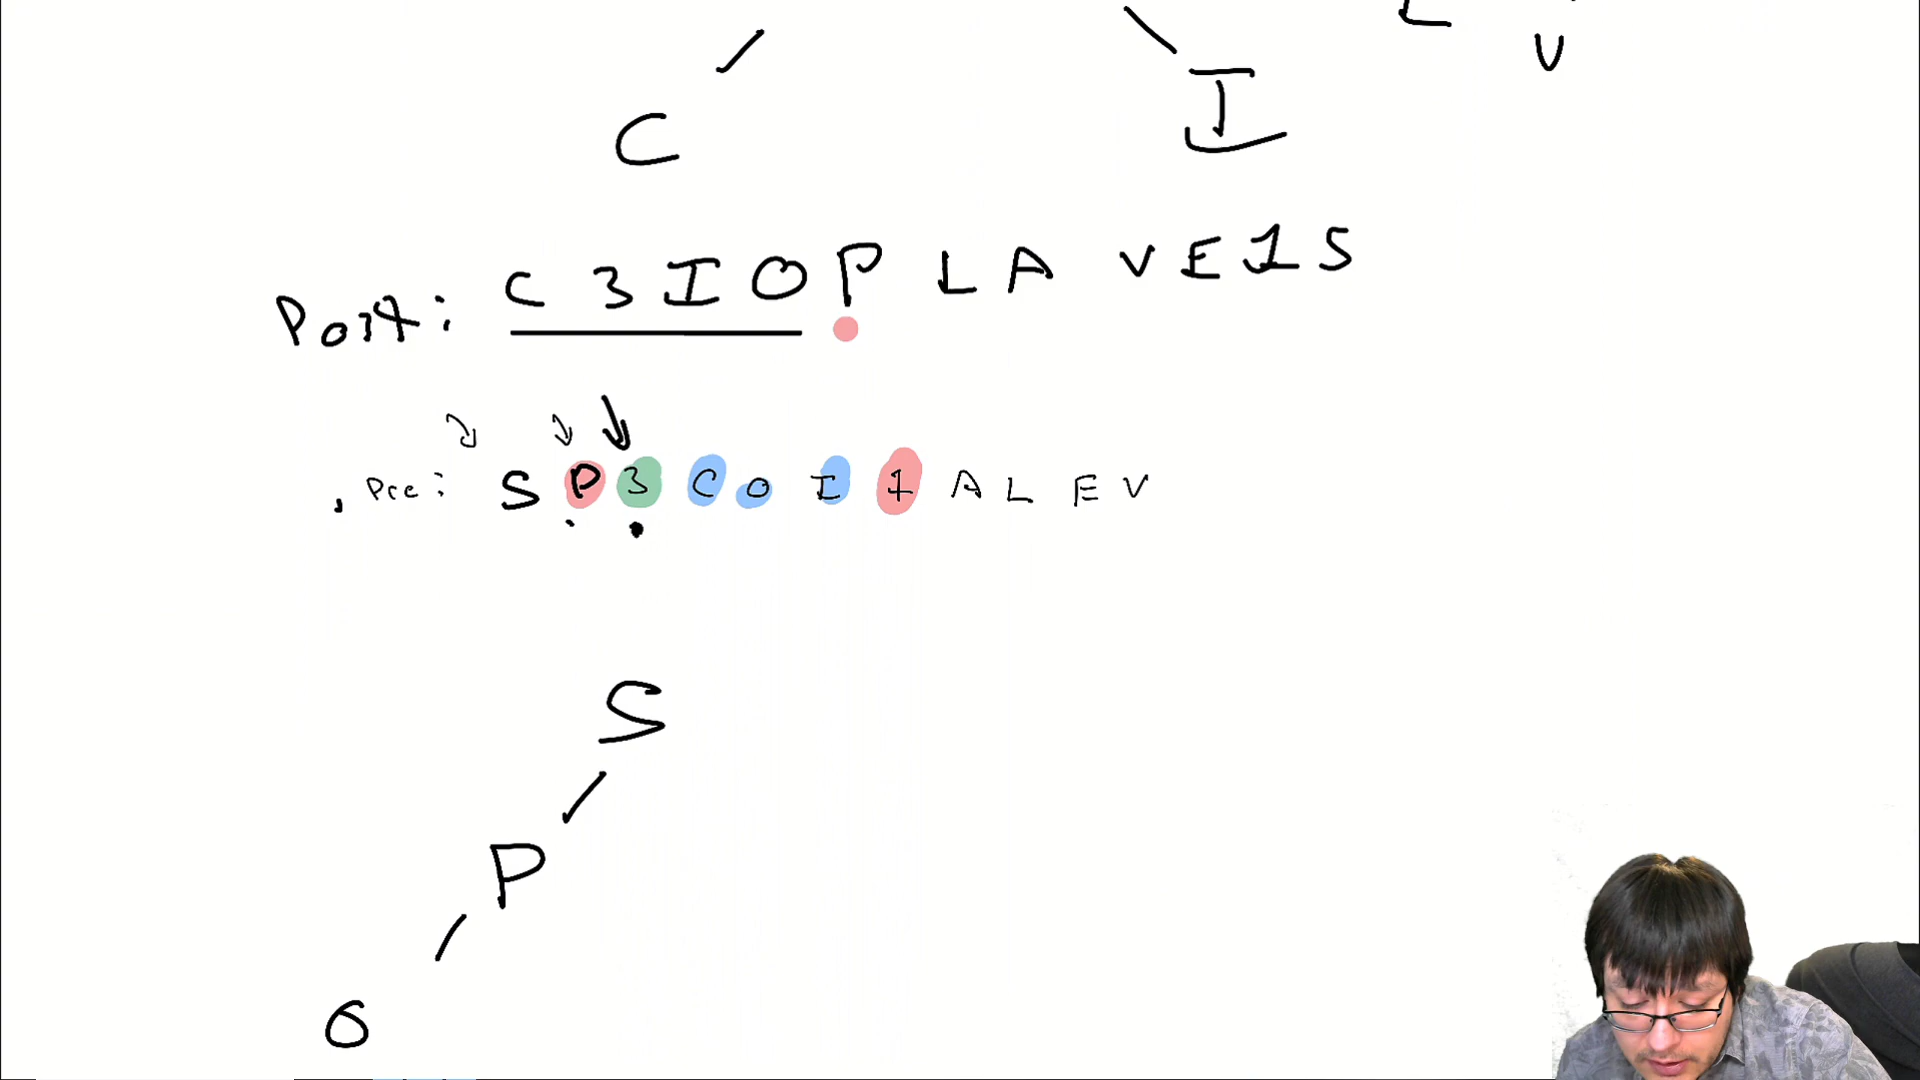 V
C I
Post: C 3 I O P L A V E 1 S
Pre: S P 3 C O I 1 A L E V
S
P
O